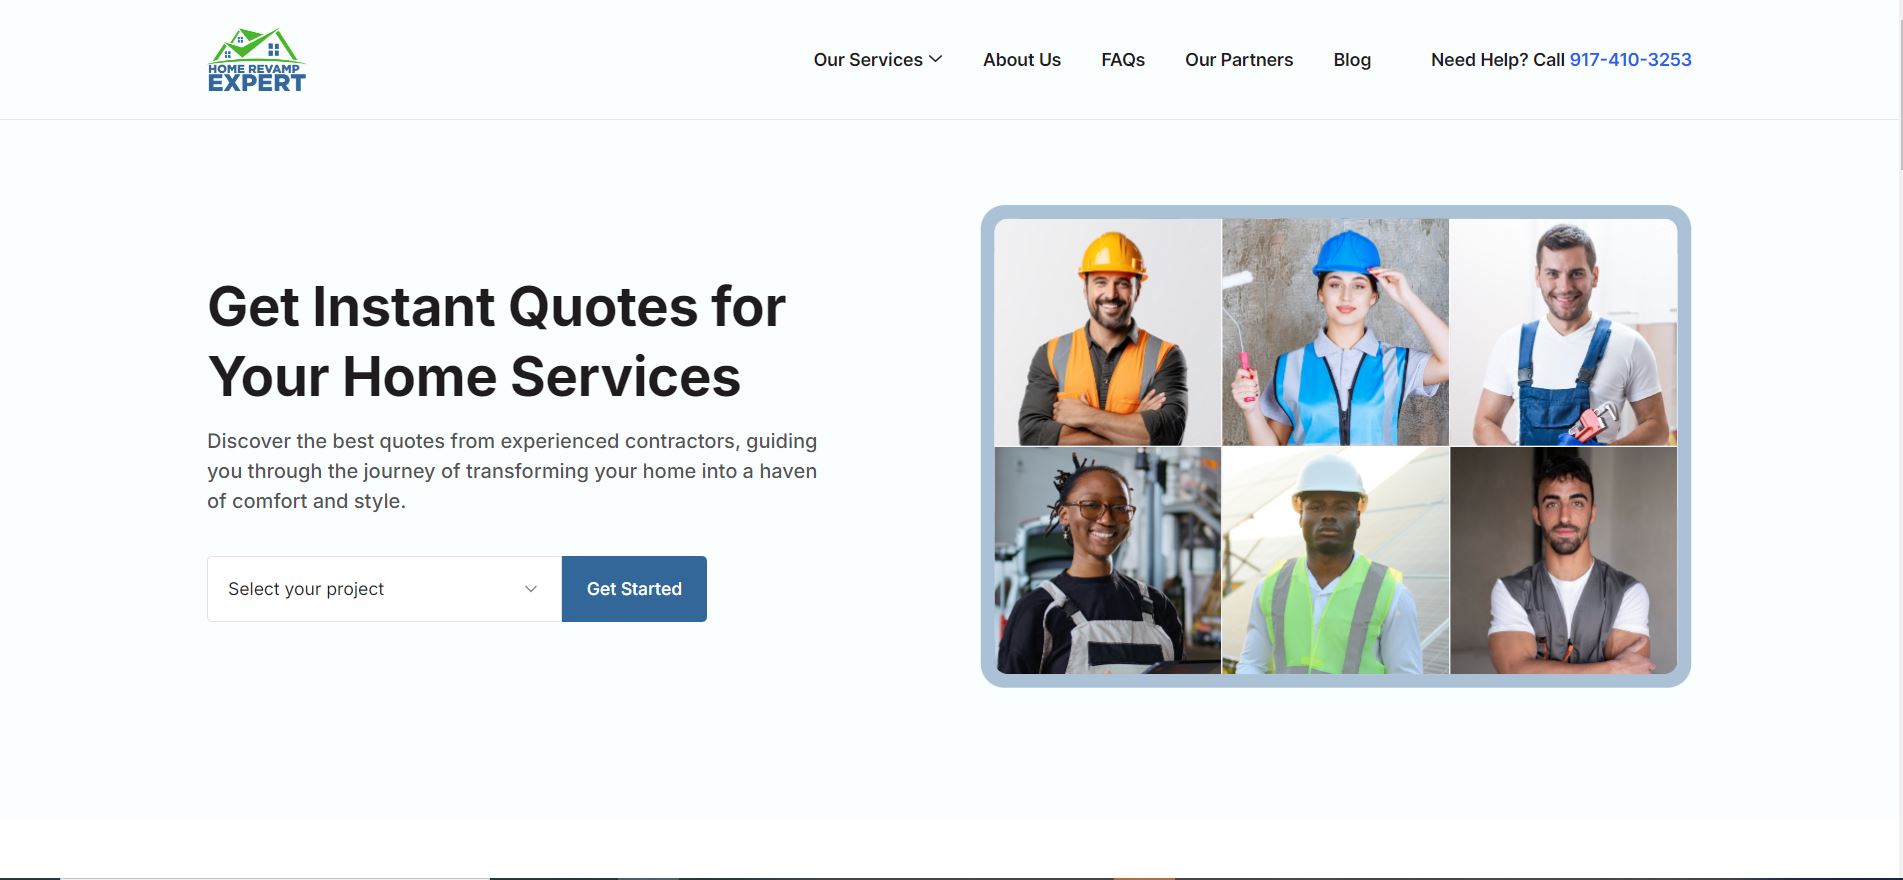 HOME REVAMP
EXPERT
Our Services
About Us
FAQs
Our Partners
Blog
Need Help? Call 917-410-3253
Get Instant Quotes for
Your Home Services
Discover the best quotes from experienced contractors, guiding
you through the journey of transforming your home into a haven
of comfort and style.
Select your project
Get Started